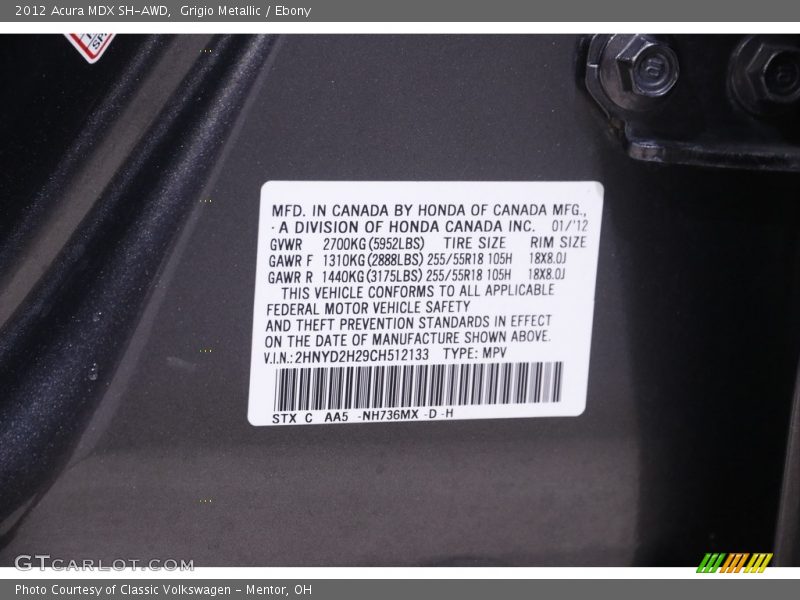 2012 Acura MDX SH-AWD,  Grigio Metallic / Ebony
SP
MFD. IN CANADA BY HONDA OF CANADA MFG.,
A DIVISION OF HONDA CANADA INC. 01/'12
GVWR 2700KG(5952LBS) TIRE SIZE RIM SIZE
GAWR F 1310KG(2888LBS) 255/55R18 105H 18X8.0J
GAWR R 1440KG(3175LBS) 255/55R18 105H 18X8.0J
THIS VEHICLE CONFORMS TO ALL APPLICABLE
FEDERAL MOTOR VEHICLE SAFETY
AND THEFT PREVENTION STANDARDS IN EFFECT
ON THE DATE OF MANUFACTURE SHOWN ABOVE.
V.I.N.:2HNYD2H29CH512133 TYPE: MPV
STX C AA5 -NH736MX -D -H
GTCARLOT.COM
Photo Courtesy of Classic Volkswagen - Mentor, OH